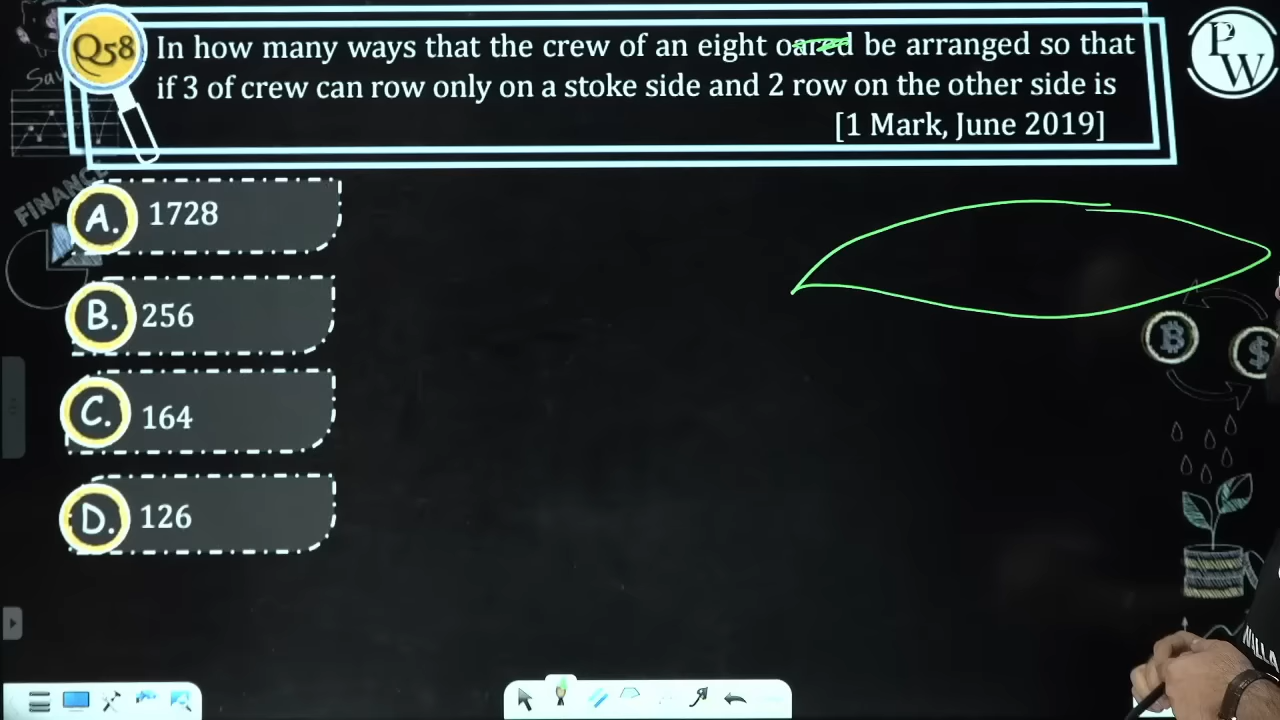 Q58
In how many ways that the crew of an eight oared be arranged so that
if 3 of crew can row only on a stoke side and 2 row on the other side is
[1 Mark, June 2019]
PW
FINANCE
A. 1728
B. 256
C. 164
D. 126